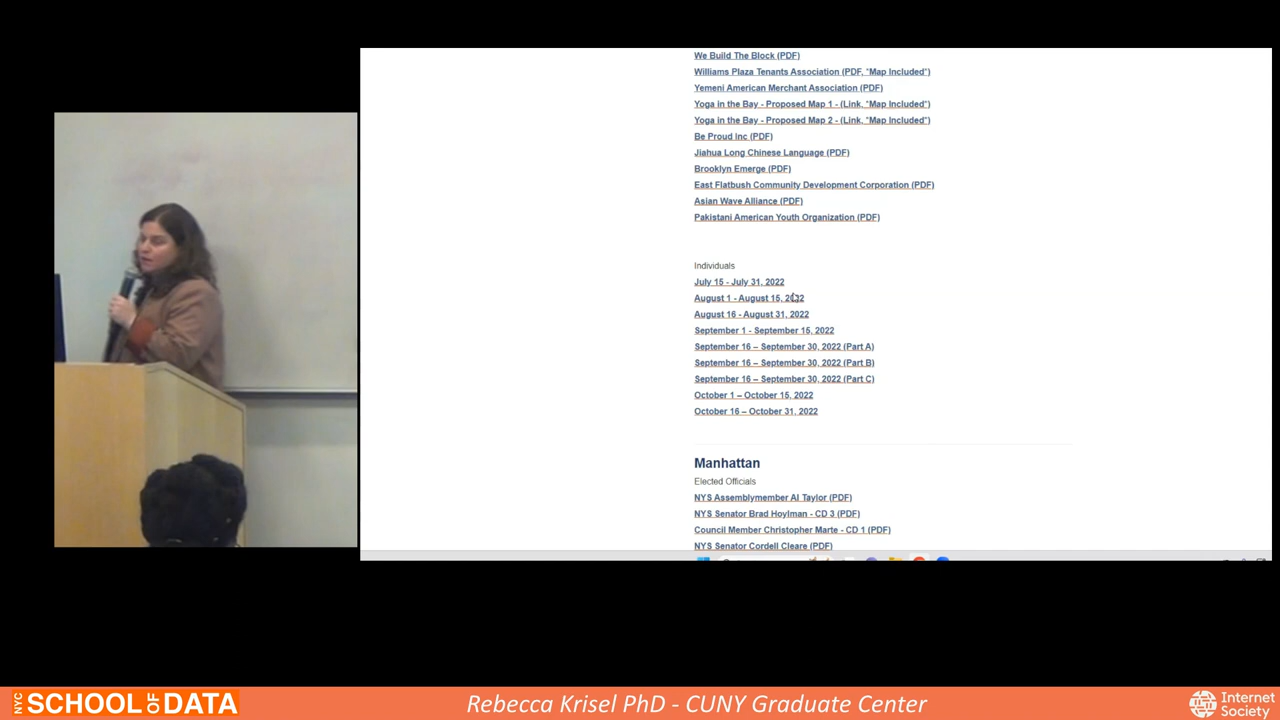 We Build The Block (PDF)
Williams Plaza Tenants Association (PDF, "Map Included")
Yemeni American Merchant Association (PDF)
Yoga in the Bay - Proposed Map 1 - (Link, "Map Included")
Yoga in the Bay - Proposed Map 2 - (Link, "Map Included")
Be Proud Inc (PDF)
Jiahua Long Chinese Language (PDF)
Brooklyn Emerge (PDF)
East Flatbush Community Development Corporation (PDF)
Asian Wave Alliance (PDF)
Pakistani American Youth Organization (PDF)
Individuals
July 15 - July 31, 2022
August 1 - August 15, 2022
August 16 - August 31, 2022
September 1 - September 15, 2022
September 16 – September 30, 2022 (Part A)
September 16 – September 30, 2022 (Part B)
September 16 – September 30, 2022 (Part C)
October 1 – October 15, 2022
October 16 – October 31, 2022
Manhattan
Elected Officials
NYS Assemblymember Al Taylor (PDF)
NYS Senator Brad Hoylman - CD 3 (PDF)
Council Member Christopher Marte - CD 1 (PDF)
NYS Senator Cordell Cleare (PDF)
NYC SCHOOL OF DATA
Rebecca Krisel PhD - CUNY Graduate Center
Internet
Society